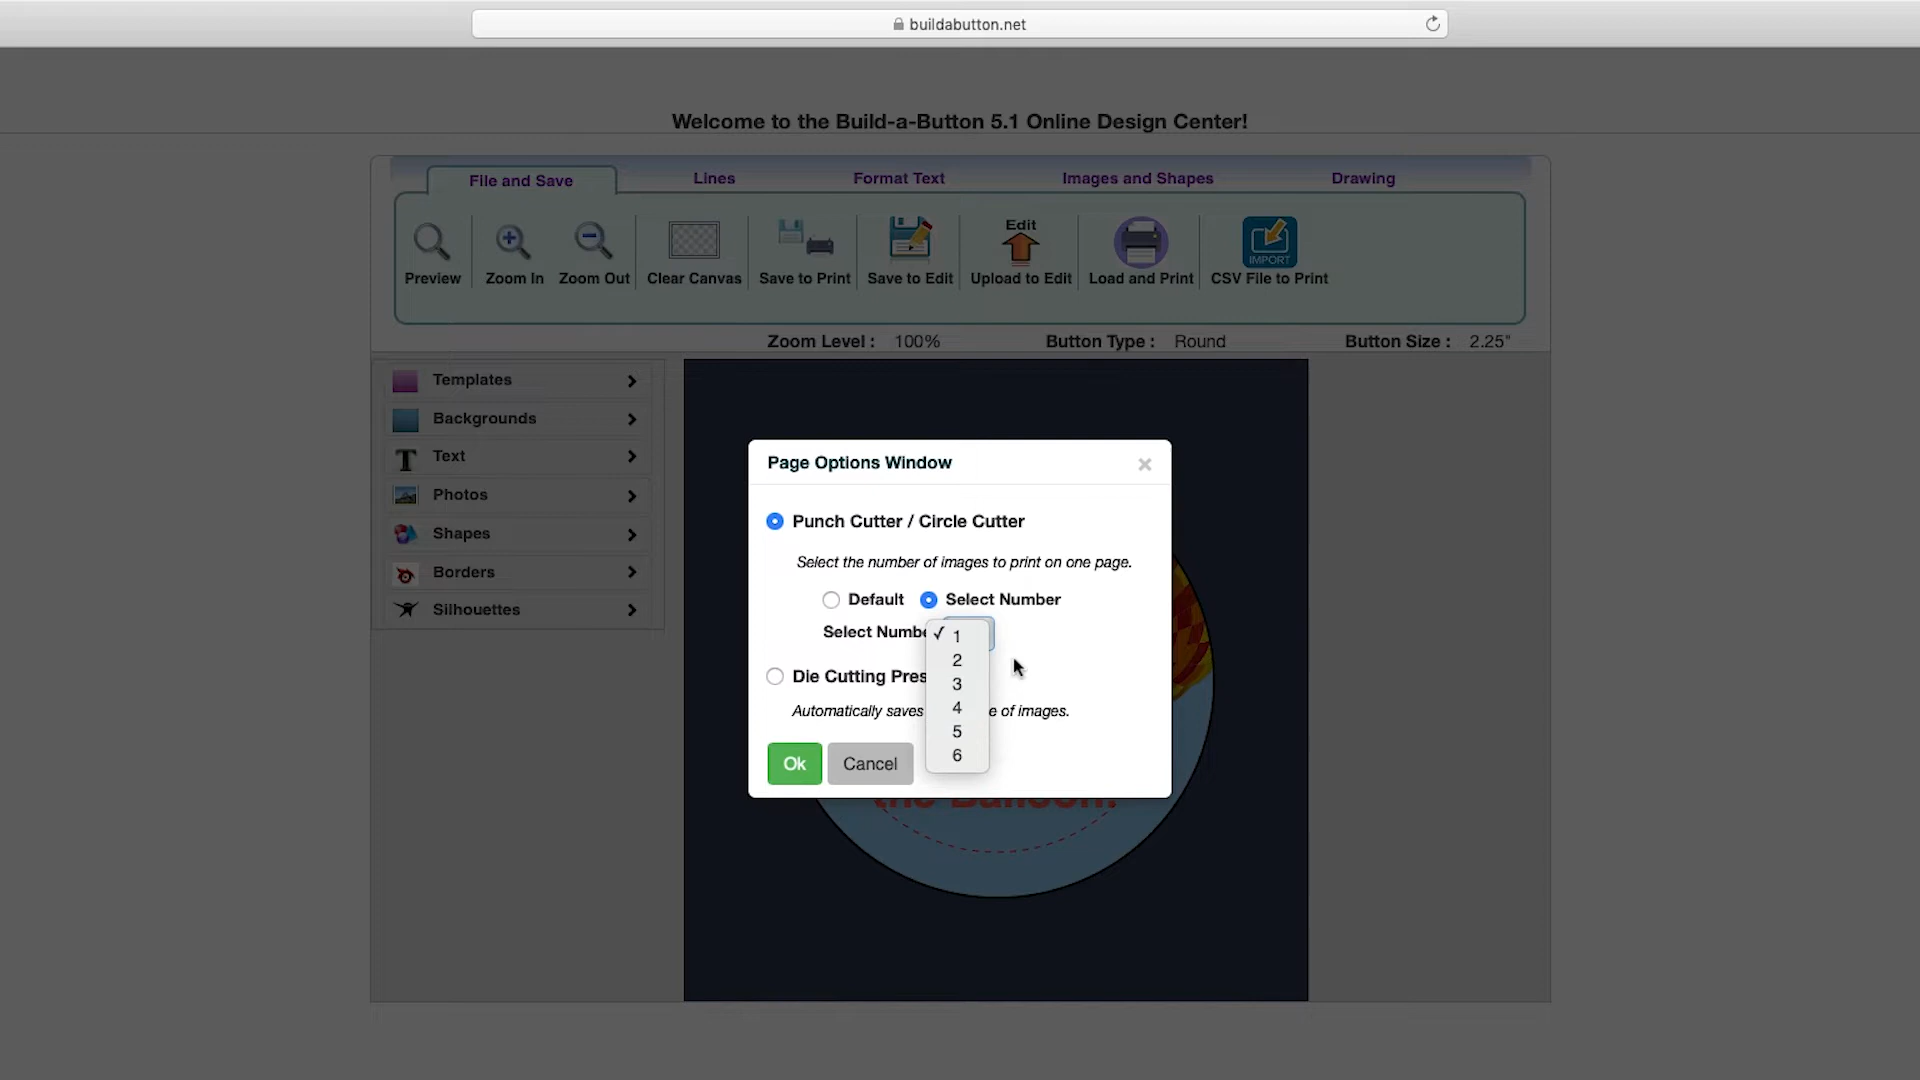 buildabutton.net
Welcome to the Build-a-Button 5.1 Online Design Center!
File and Save
Lines
Format Text
Images and Shapes
Drawing
Edit
IMPORT
Preview
Zoom In
Zoom Out
Clear Canvas
Save to Print
Save to Edit
Upload to Edit
Load and Print
CSV File to Print
Zoom Level : 100%
Button Type : Round
Button Size : 2.25"
Templates
Backgrounds
Text
Photos
Shapes
Borders
Silhouettes
Page Options Window
Punch Cutter / Circle Cutter
Select the number of images to print on one page.
Default
Select Number
Select Numbe
1
2
3
4
5
6
Die Cutting Pres
Automatically saves e of images.
Ok
Cancel
the Balloon!